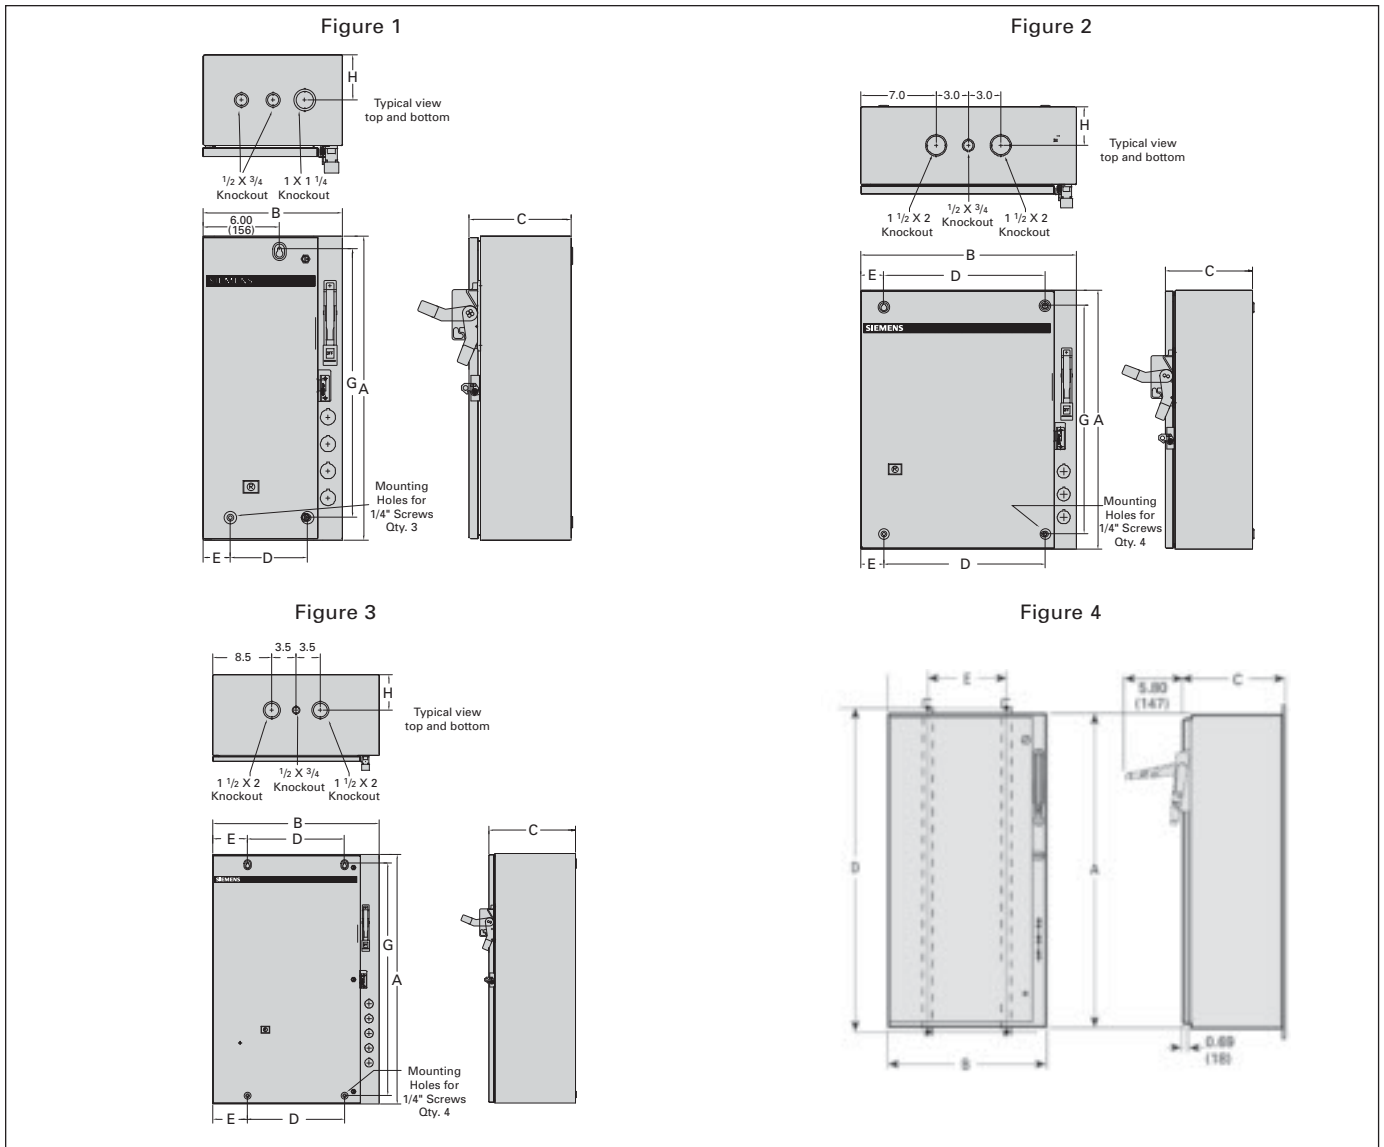 Figure 1
H
Typical view
top and bottom
1/2 X 3/4
Knockout
1 X 1 1/4
Knockout
B
6.00
(156)
C
SIEMENS
OFF
G
A
Mounting
Holes for
1/4" Screws
Qty. 3
E
D
Figure 2
7.0
3.0
3.0
H
Typical view
top and bottom
1 1/2 X 2
Knockout
1/2 X 3/4
Knockout
1 1/2 X 2
Knockout
B
E
D
C
SIEMENS
G
A
Mounting
Holes for
1/4" Screws
Qty. 4
E
D
Figure 3
8.5
3.5
3.5
H
Typical view
top and bottom
1 1/2 X 2
Knockout
1/2 X 3/4
Knockout
1 1/2 X 2
Knockout
B
E
D
C
SIEMENS
G
A
Mounting
Holes for
1/4" Screws
Qty. 4
E
D
Figure 4
E
5.80
(147)
C
D
A
B
0.69
(18)